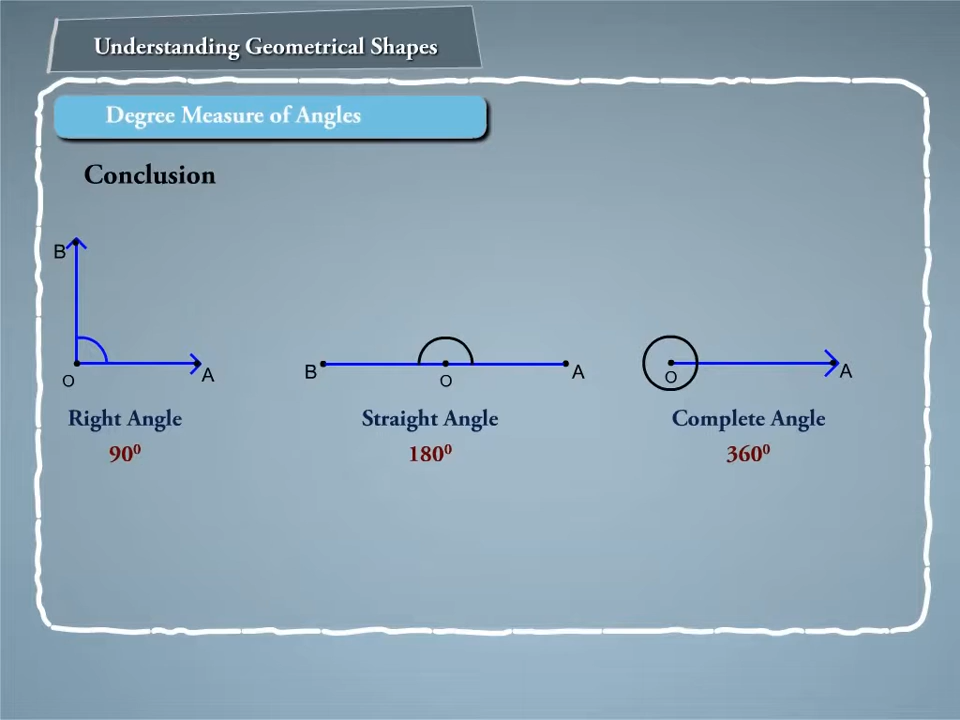 Understanding Geometrical Shapes
Degree Measure of Angles
Conclusion
B
O
A
Right Angle
90⁰
B
O
A
Straight Angle
180⁰
O
A
Complete Angle
360⁰